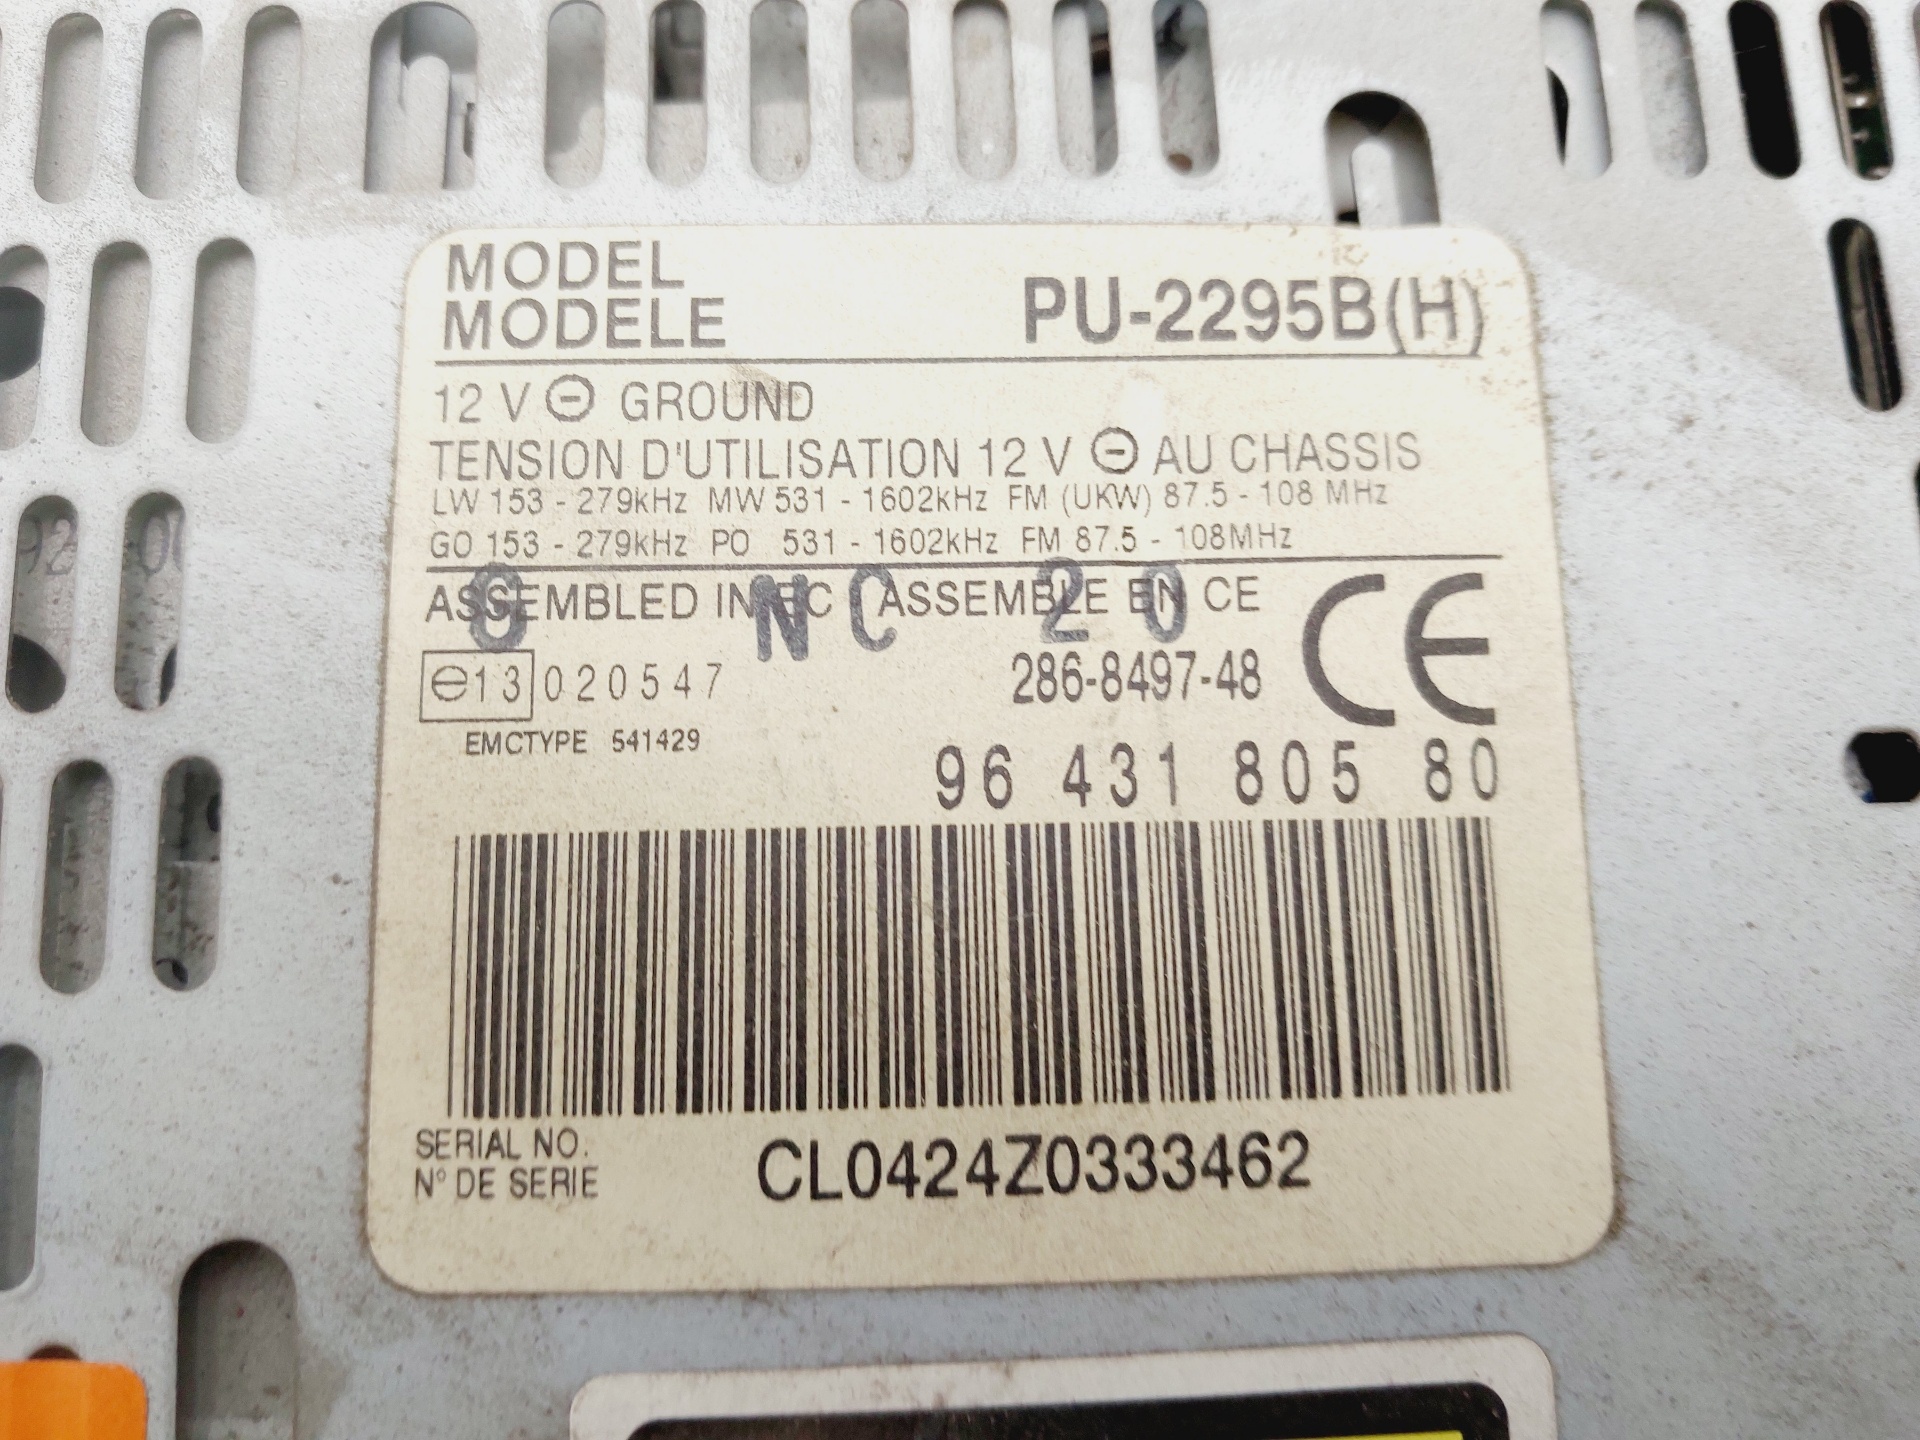 MODEL
MODELE PU-2295B(H)
12 V ⊖ GROUND
TENSION D'UTILISATION 12 V ⊖ AU CHASSIS
LW 153 - 279kHz MW 531 - 1602kHz FM (UKW) 87.5 - 108 MHz
GO 153 - 279kHz PO 531 - 1602kHz FM 87.5 - 108MHz
ASSEMBLED IN EC ASSEMBLE EN CE
NC 20
e13 020547 286-8497-48 CE
EMCTYPE 541429
96 431 805 80
SERIAL NO.
N° DE SERIE CL0424Z0333462